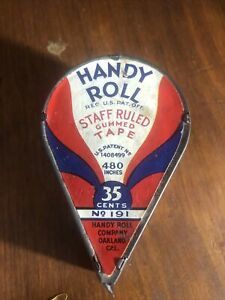 HANDY
ROLL
REG. U.S. PAT. OFF.
STAFF RULED
GUMMED
TAPE
U.S. PATENT Nº
1408499
480
INCHES
35
CENTS
Nº 191
HANDY ROLL
COMPANY
OAKLAND
CAL.